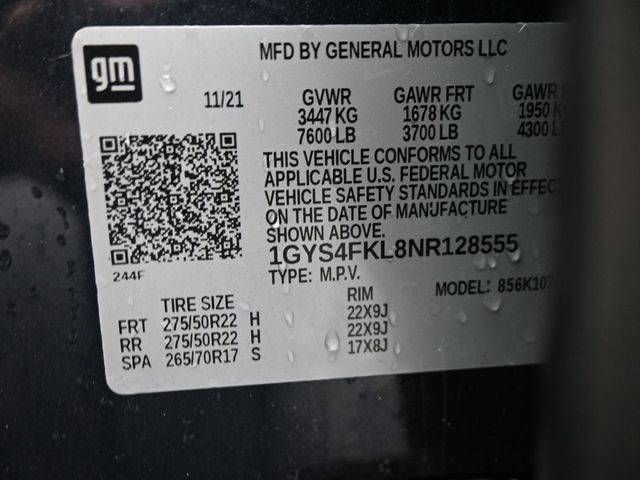 gm
MFD BY GENERAL MOTORS LLC
11/21 GVWR GAWR FRT GAWR
3447 KG 1678 KG 1950
7600 LB 3700 LB 4300 LB
THIS VEHICLE CONFORMS TO ALL
APPLICABLE U.S. FEDERAL MOTOR
VEHICLE SAFETY STANDARDS IN EFFECT
ON THE DATE OF MANUFACTURE
SHOWN ABOVE.
1GYS4FKL8NR128555
244F
TYPE: M.P.V. MODEL: 856K107
TIRE SIZE RIM
FRT 275/50R22 H 22X9J
RR 275/50R22 H 22X9J
SPA 265/70R17 S 17X8J